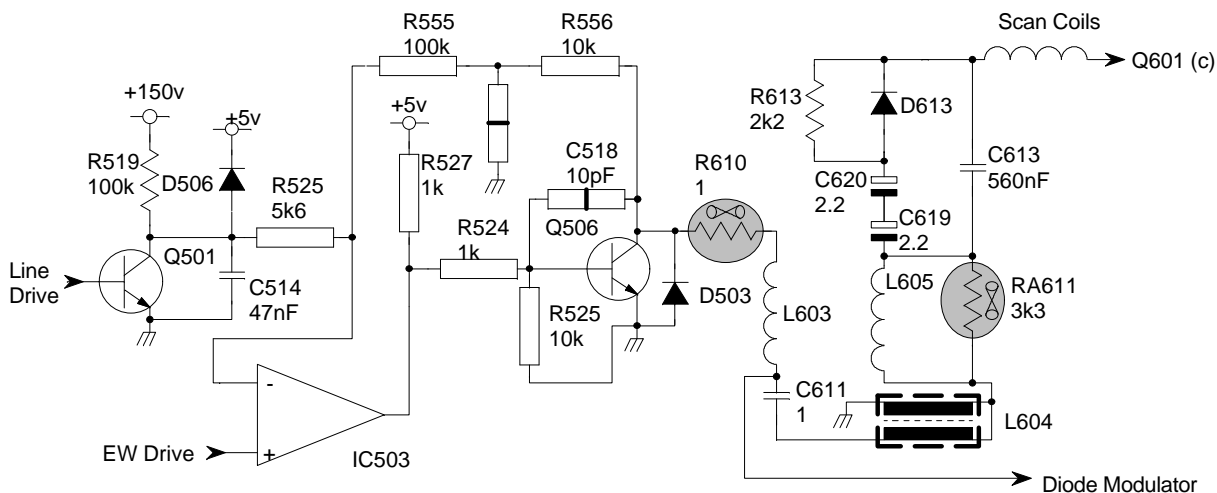 R555
100k
R556
10k
Scan Coils
Q601 (c)
+150v
+5v
+5v
R613
2k2
D613
R519
100k
D506
R525
5k6
R527
1k
C518
10pF
R610
1
C613
560nF
C620
2.2
C619
2.2
Q501
R524
1k
Q506
Line
Drive
C514
47nF
D503
L605
RA611
3k3
R525
10k
L603
-
C611
1
L604
EW Drive
+
IC503
Diode Modulator